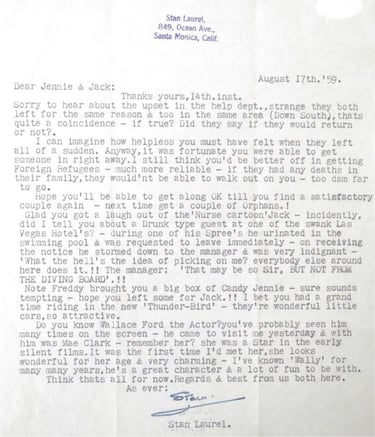 Stan Laurel,
849, Ocean Ave.,
Santa Monica, Calif.
August 17th.'59.
Dear Jennie & Jack:
Thanks yours,14th.inst.
Sorry to hear about the upset in the help dept.,strange they both
left for the same reason & too in the same area (Down South),thats
quite a coincidence - if true? Did they say if they would return
or not?.
I can imagine how helpless you must have felt when they left
all of a sudden. Anyway,it was fortunate you were able to get
someone in right away.I still think you'd be better off in getting
Foreign Refugees - much more reliable - if they had any deaths in
their family,they would'nt be able to walk out on you - too dam far
to go.
Hope you'll be able to get along OK till you find a satisfactory
couple again - next time get a couple of Orphans.!
Glad you got a laugh out of the'Nurse cartoon'Jack - incidently,
did I tell you about a Drunk type guest at one of the swank Las
Vegas Hotel's? - during one of his Spree's he urinated in the
swimming pool & was requested to leave immediately - on receiving
the notice he stormed down to the manager & was very indignant -
'What the hell's the idea of picking on me? everybody else around
here does it.!! The manager: 'That may be so Sir, BUT NOT FROM
THE DIVING BOARD'.!!
Note Freddy brought you a big box of Candy Jennie - sure sounds
tempting - hope you left some for Jack.!! I bet you had a grand
time riding in the new 'Thunder-Bird' - they're wonderful little
cars,so attractive.
Do you know Wallace Ford the Actor?you've probably seen him
many times on the screen - he came to visit me yesterday & with
him was Mae Clark - remember her? she was a Star in the early
silent films.It was the first time I'd met her,she looks
wonderful for her age & very charming - I've known 'Wally' for
many many years,he's a great character & a lot of fun to be with.
Think thats all for now.Regards & best from us both here.
As ever:
Stan
Stan Laurel.